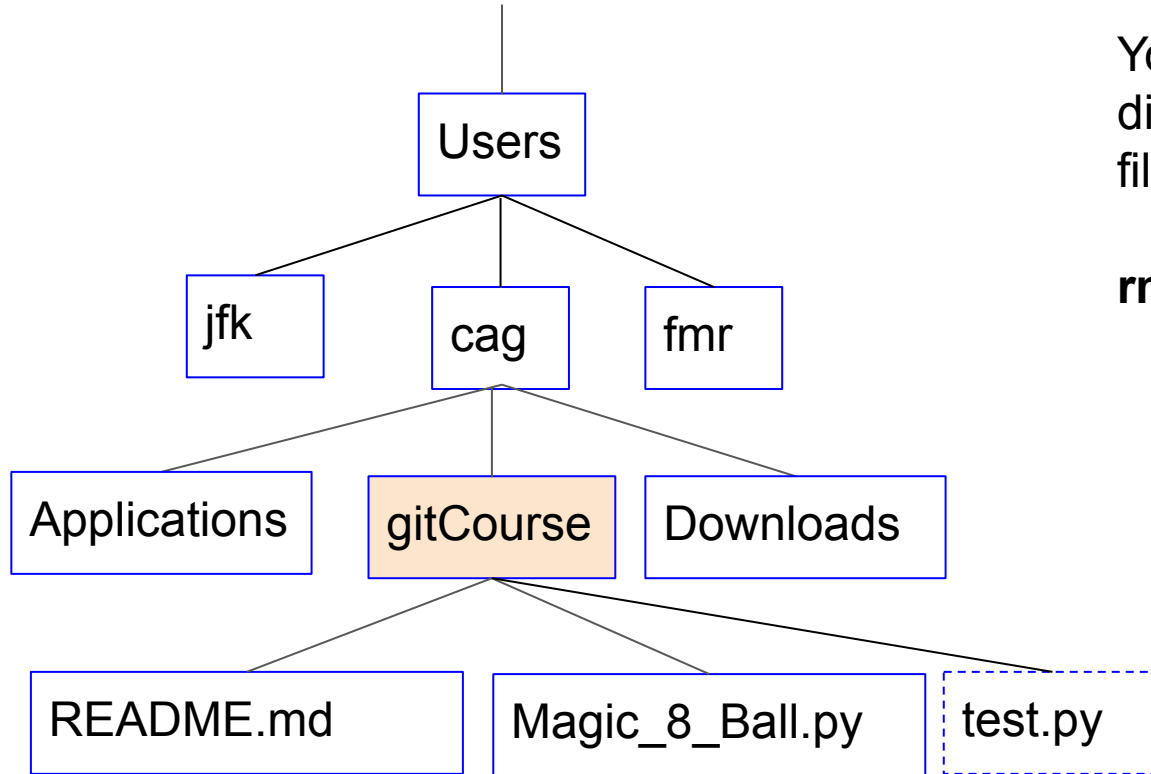 Users
jfk
cag
fmr
Applications
gitCourse
Downloads
README.md
Magic_8_Ball.py
test.py